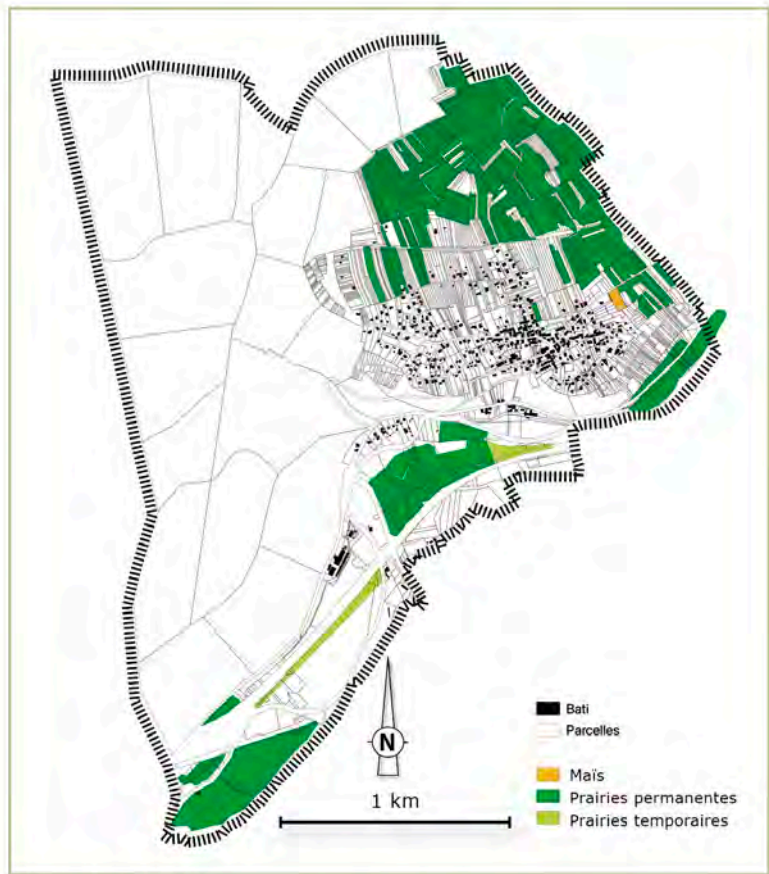 N
1 km
Bati
Parcelles
Maïs
Prairies permanentes
Prairies temporaires